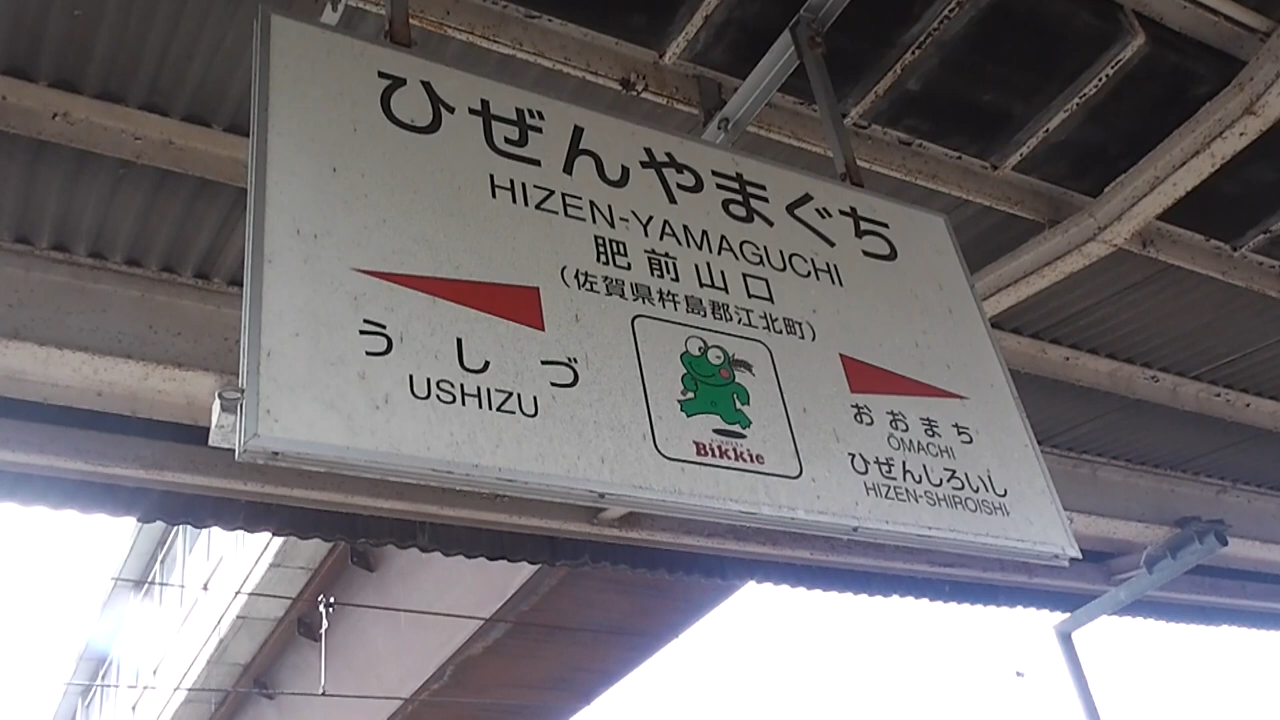 ひぜんやまぐち
HIZEN-YAMAGUCHI
肥前山口
(佐賀県杵島郡江北町)
うしづ
USHIZU
Bikkie
おおまち
ŌMACHI
ひぜんしろいし
HIZEN-SHIROISHI